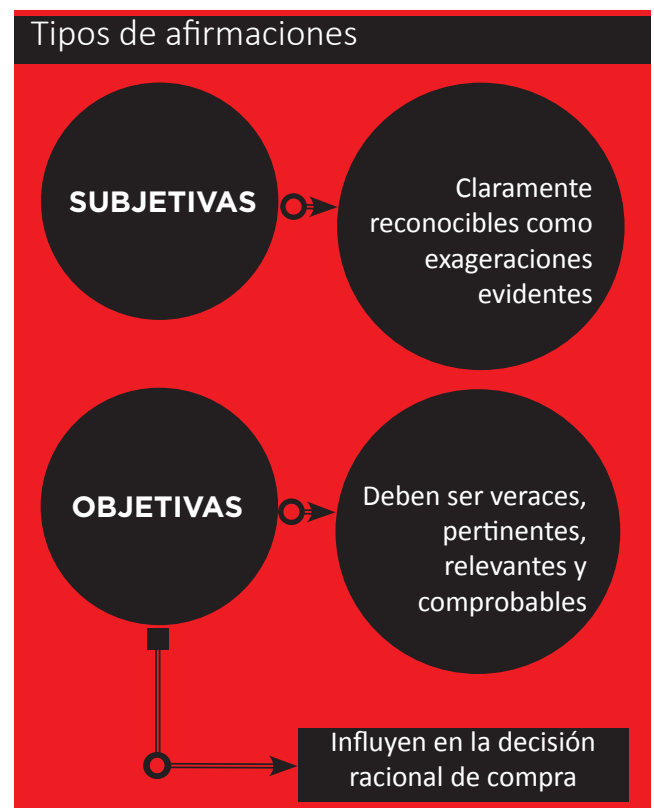 Tipos de afirmaciones
SUBJETIVAS
Claramente
reconocibles como
exageraciones
evidentes
OBJETIVAS
Deben ser veraces,
pertinentes,
relevantes y
comprobables
Influyen en la decisión
racional de compra